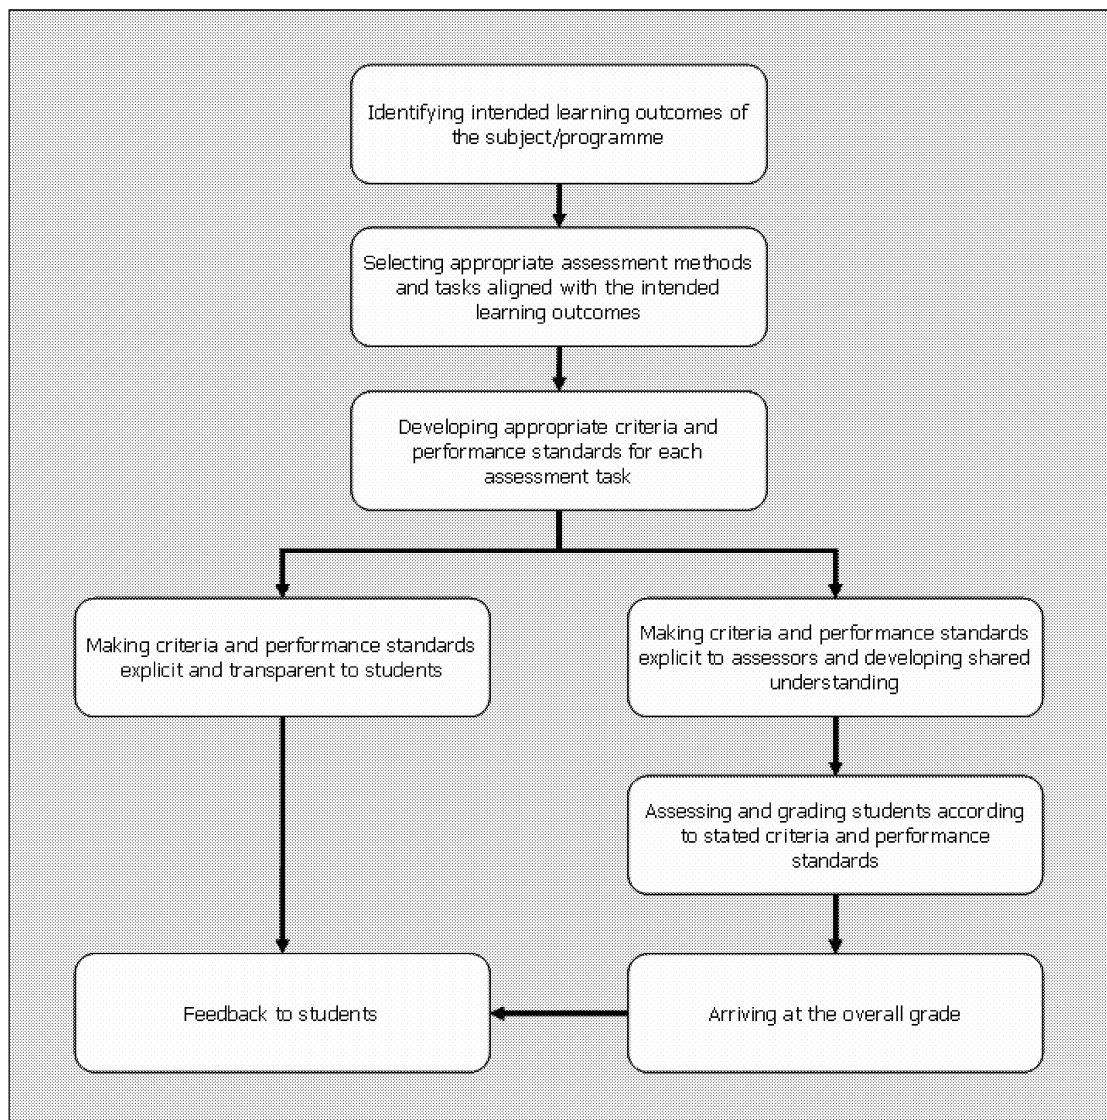 Identifying intended learning outcomes of
the subject/programme
Selecting appropriate assessment methods
and tasks aligned with the intended
learning outcomes
Developing appropriate criteria and
performance standards for each
assessment task
Making criteria and performance standards
explicit and transparent to students
Making criteria and performance standards
explicit to assessors and developing shared
understanding
Assessing and grading students according
to stated criteria and performance
standards
Feedback to students
Arriving at the overall grade